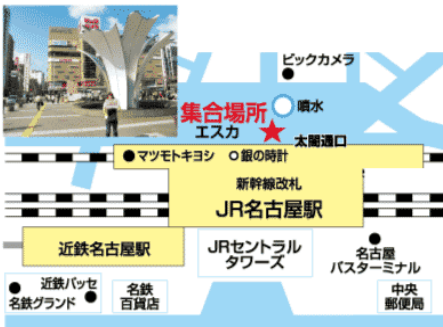 ビックカメラ
噴水
集合場所
エスカ
太閤通口
マツモトキヨシ
銀の時計
新幹線改札
JR名古屋駅
近鉄名古屋駅
JRセントラル
タワーズ
名古屋
バスターミナル
近鉄パッセ
名鉄グランド
名鉄
百貨店
中央
郵便局